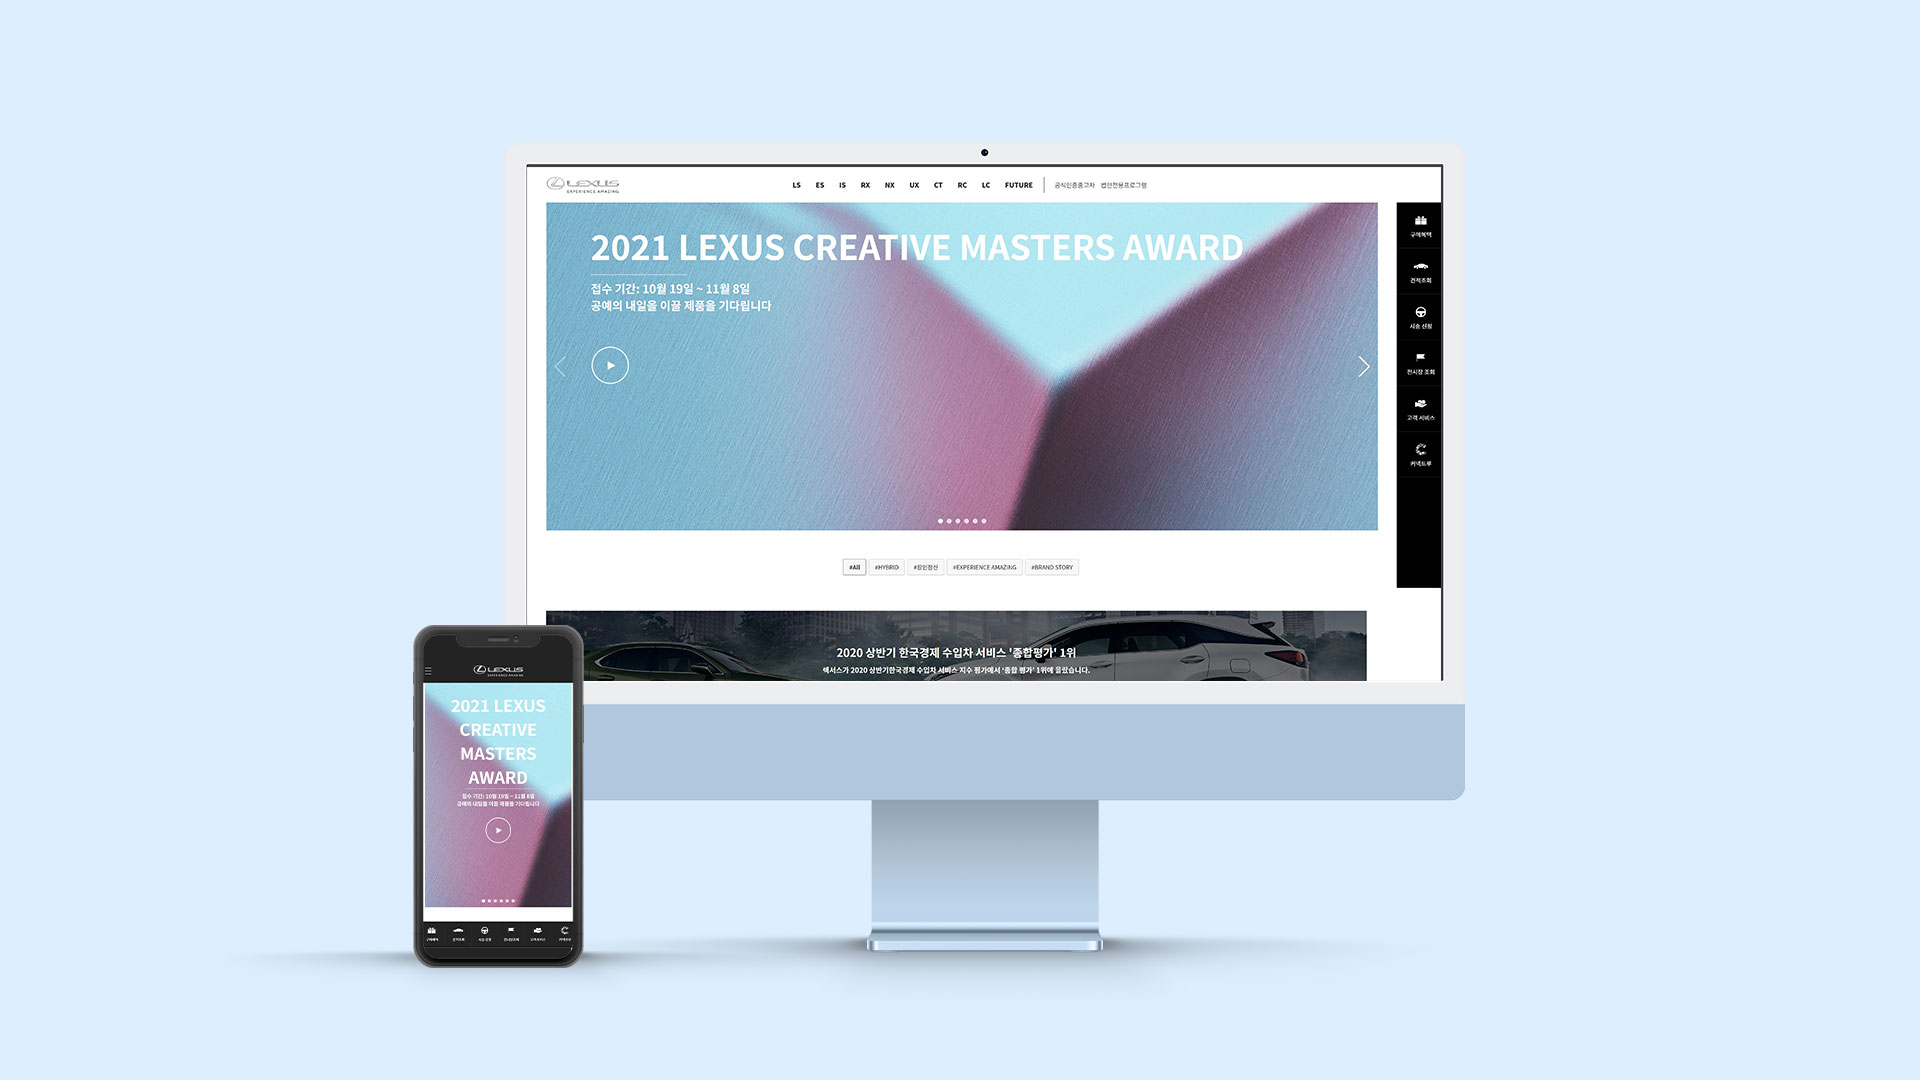 LEXUS
EXPERIENCE AMAZING
LS ES IS RX NX UX CT RC LC FUTURE 공식인증중고차 법인전용프로그램
2021 LEXUS CREATIVE MASTERS AWARD
접수 기간: 10월 19일 ~ 11월 8일
공예의 내일을 이끌 제품을 기다립니다
구매혜택
견적조회
시승 신청
전시장 조회
고객 서비스
커넥트투
#All #HYBRID #장인정신 #EXPERIENCE AMAZING #BRAND STORY
2020 상반기 한국경제 수입차 서비스 '종합평가' 1위
렉서스가 2020 상반기한국경제 수입차 서비스 지수 평가에서 '종합 평가' 1위에 올랐습니다.
LEXUS
EXPERIENCE AMAZING
2021 LEXUS
CREATIVE
MASTERS
AWARD
접수 기간: 10월 19일 ~ 11월 8일
공예의 내일을 이끌 제품을 기다립니다
구매혜택 견적조회 시승 신청 전시장조회 고객서비스